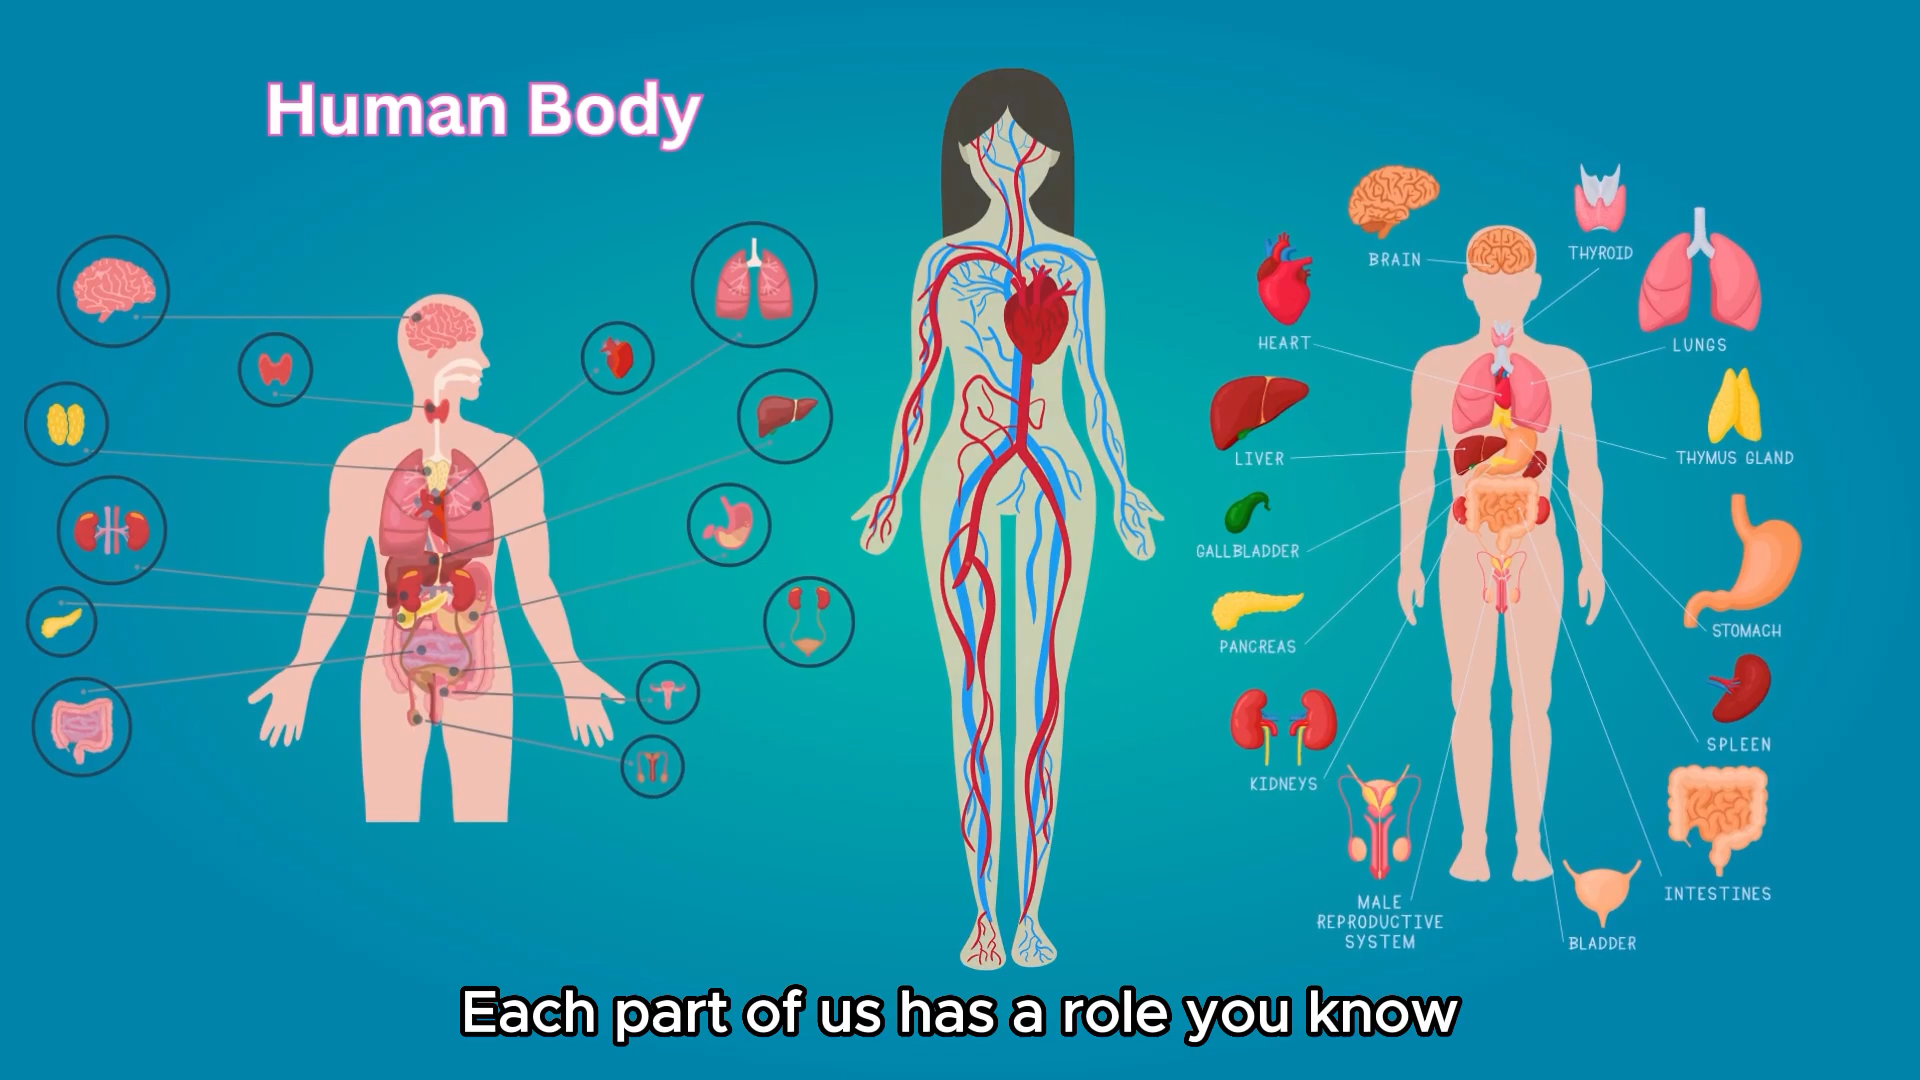 Human Body
BRAIN
THYROID
HEART
LUNGS
LIVER
THYMUS GLAND
GALLBLADDER
PANCREAS
STOMACH
KIDNEYS
SPLEEN
MALE
REPRODUCTIVE
SYSTEM
INTESTINES
BLADDER
Each part of us has a role you know